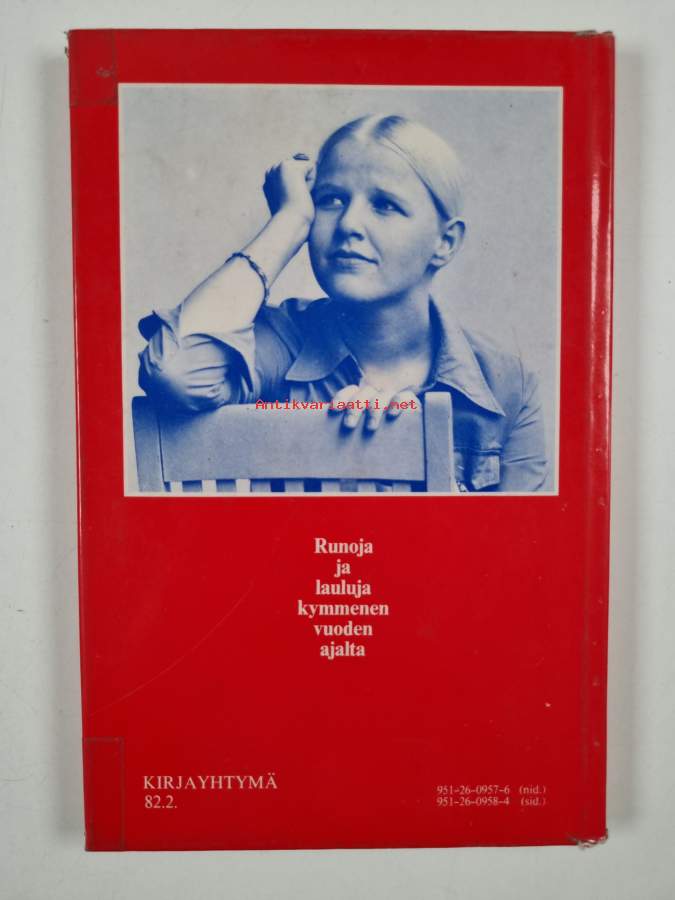 Antikvariaatti.net
Runoja
ja
lauluja
kymmenen
vuoden
ajalta
KIRJAYHTYMÄ
82.2.
951-26-0957-6 (nid.)
951-26-0958-4 (sid.)